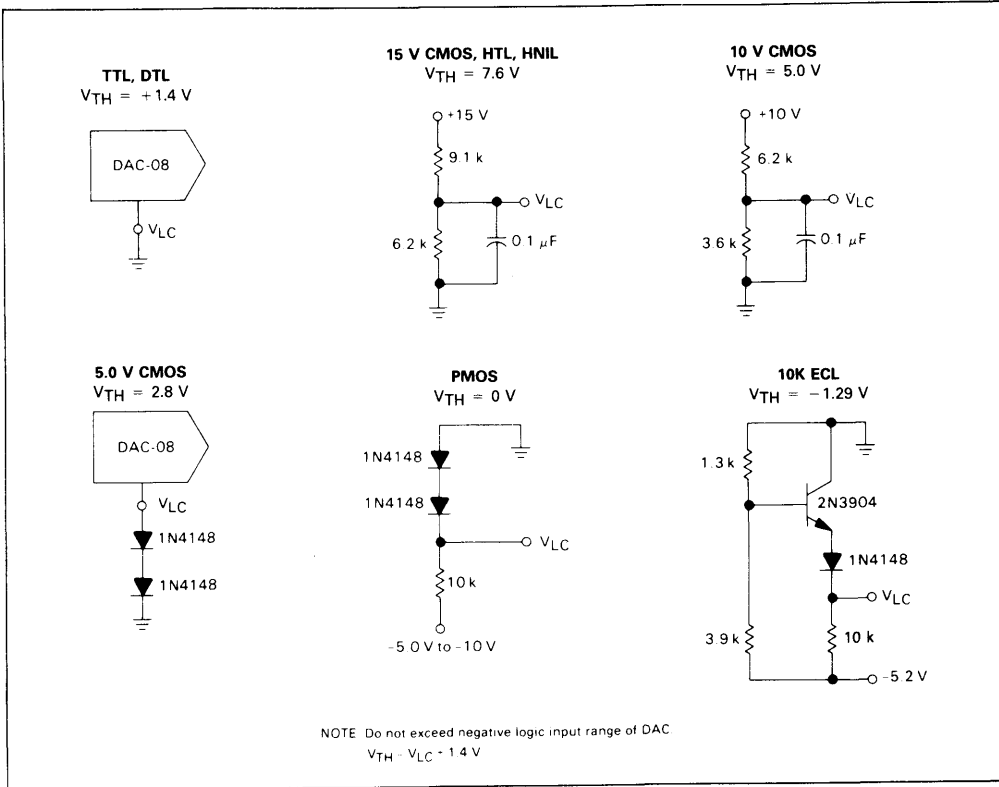 TTL, DTL
VTH = +1.4 V
DAC-08
VLC
15 V CMOS, HTL, HNIL
VTH = 7.6 V
+15 V
9.1 k
VLC
6.2 k
0.1 μF
10 V CMOS
VTH = 5.0 V
+10 V
6.2 k
VLC
3.6 k
0.1 μF
5.0 V CMOS
VTH = 2.8 V
DAC-08
VLC
1N4148
1N4148
PMOS
VTH = 0 V
1N4148
1N4148
VLC
10k
-5.0 V to -10 V
10K ECL
VTH = -1.29 V
1.3 k
2N3904
1N4148
VLC
3.9 k
10 k
-5.2 V
NOTE Do not exceed negative logic input range of DAC
VTH - VLC + 1.4 V